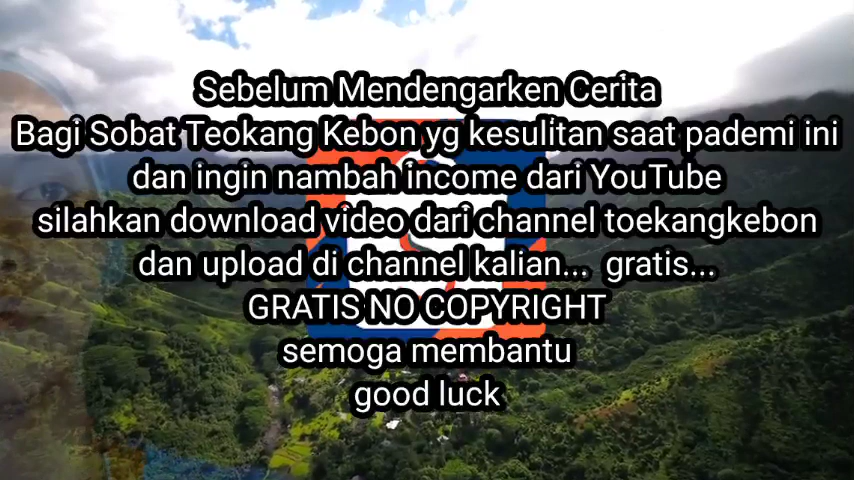 Sebelum Mendengarken Cerita
Bagi Sobat Teokang Kebon yg kesulitan saat pademi ini
dan ingin nambah income dari YouTube
silahkan download video dari channel toekangkebon
dan upload di channel kalian... gratis...
GRATIS NO COPYRIGHT
semoga membantu
good luck